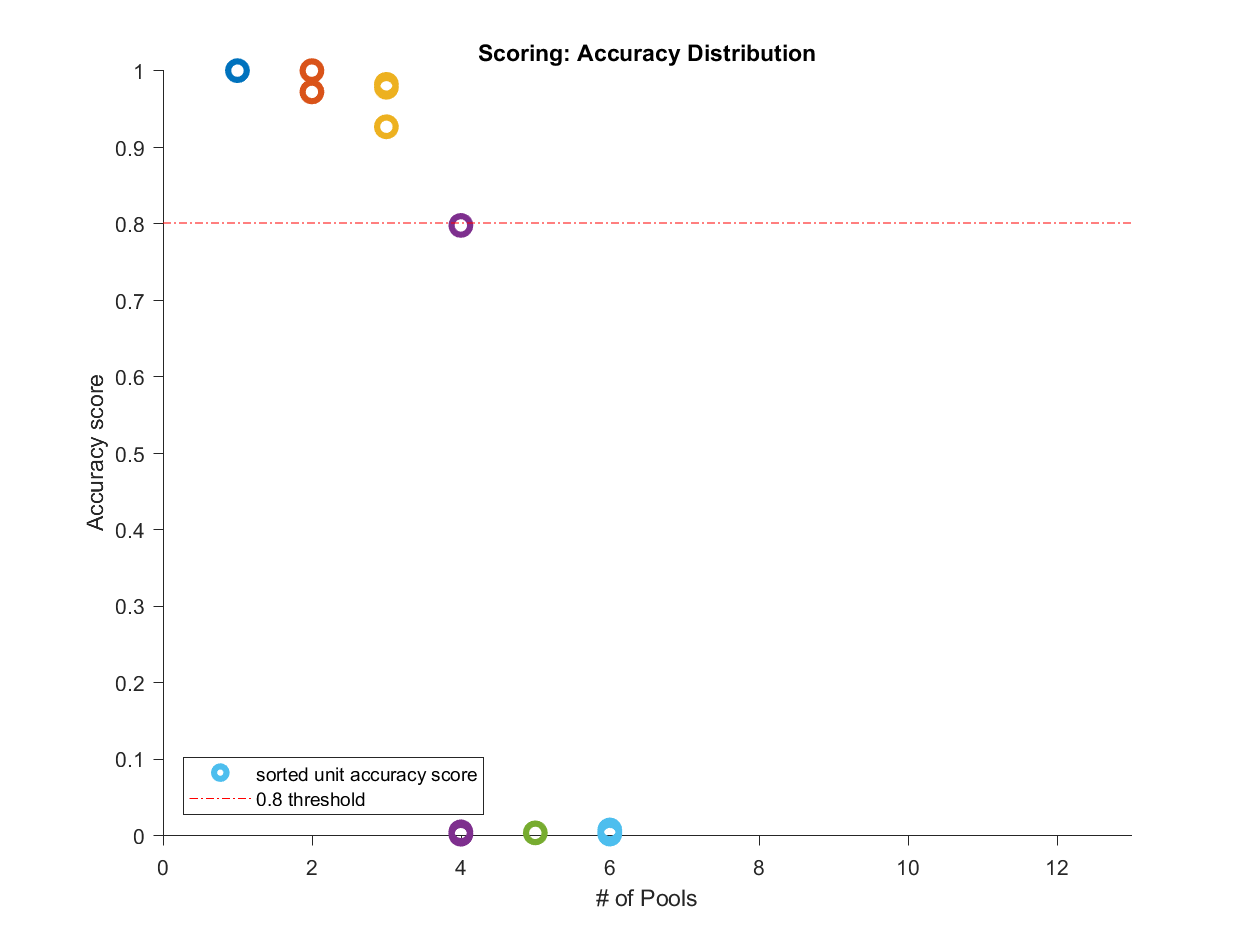 Scoring: Accuracy Distribution
1
0.9
0.8
0.7
0.6
0.5
0.4
0.3
0.2
0.1
0
Accuracy score
sorted unit accuracy score
0.8 threshold
0 2 4 6 8 10 12
# of Pools